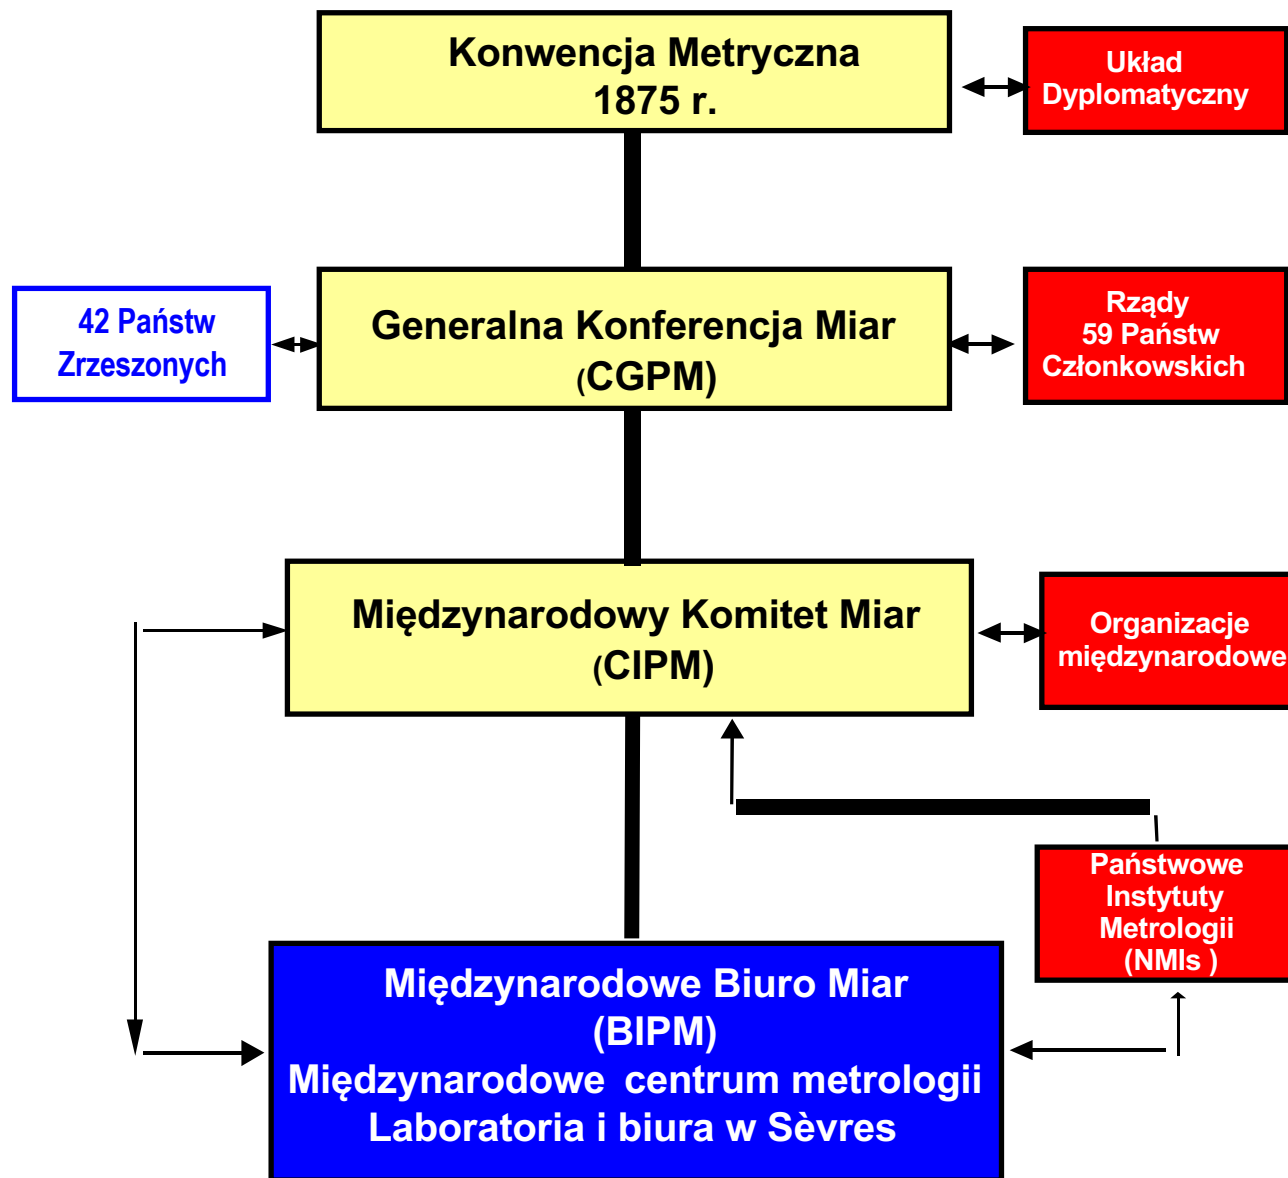 Konwencja Metryczna
1875 r.
Układ
Dyplomatyczny
42 Państw
Zrzeszonych
Generalna Konferencja Miar
(CGPM)
Rządy
59 Państw
Członkowskich
Międzynarodowy Komitet Miar
(CIPM)
Organizacje
międzynarodowe
Państwowe
Instytuty
Metrologii
(NMIs )
Międzynarodowe Biuro Miar
(BIPM)
Międzynarodowe centrum metrologii
Laboratoria i biura w Sèvres